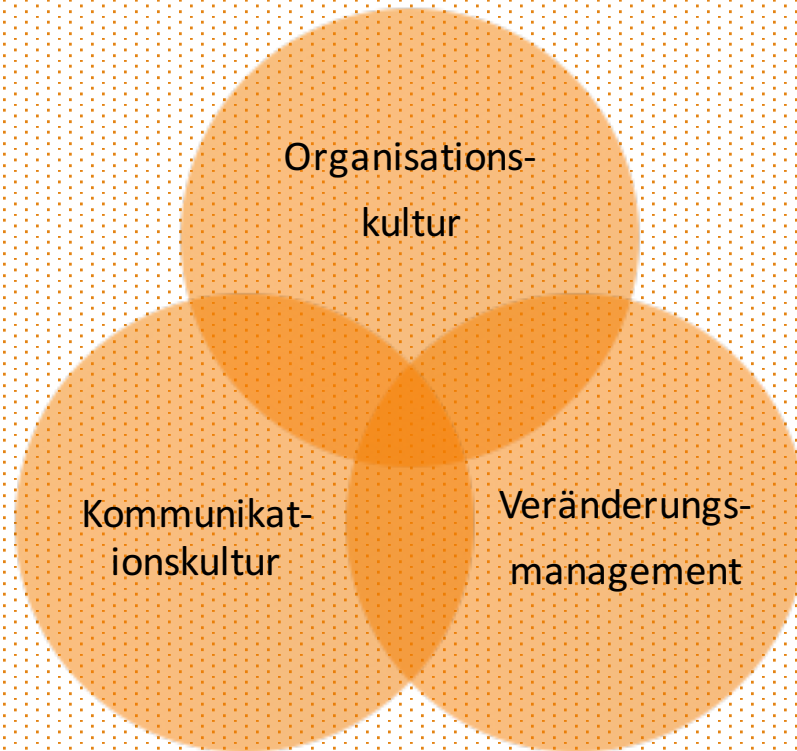 Organisations-
kultur
Kommunikat-
ionskultur
Veränderungs-
management